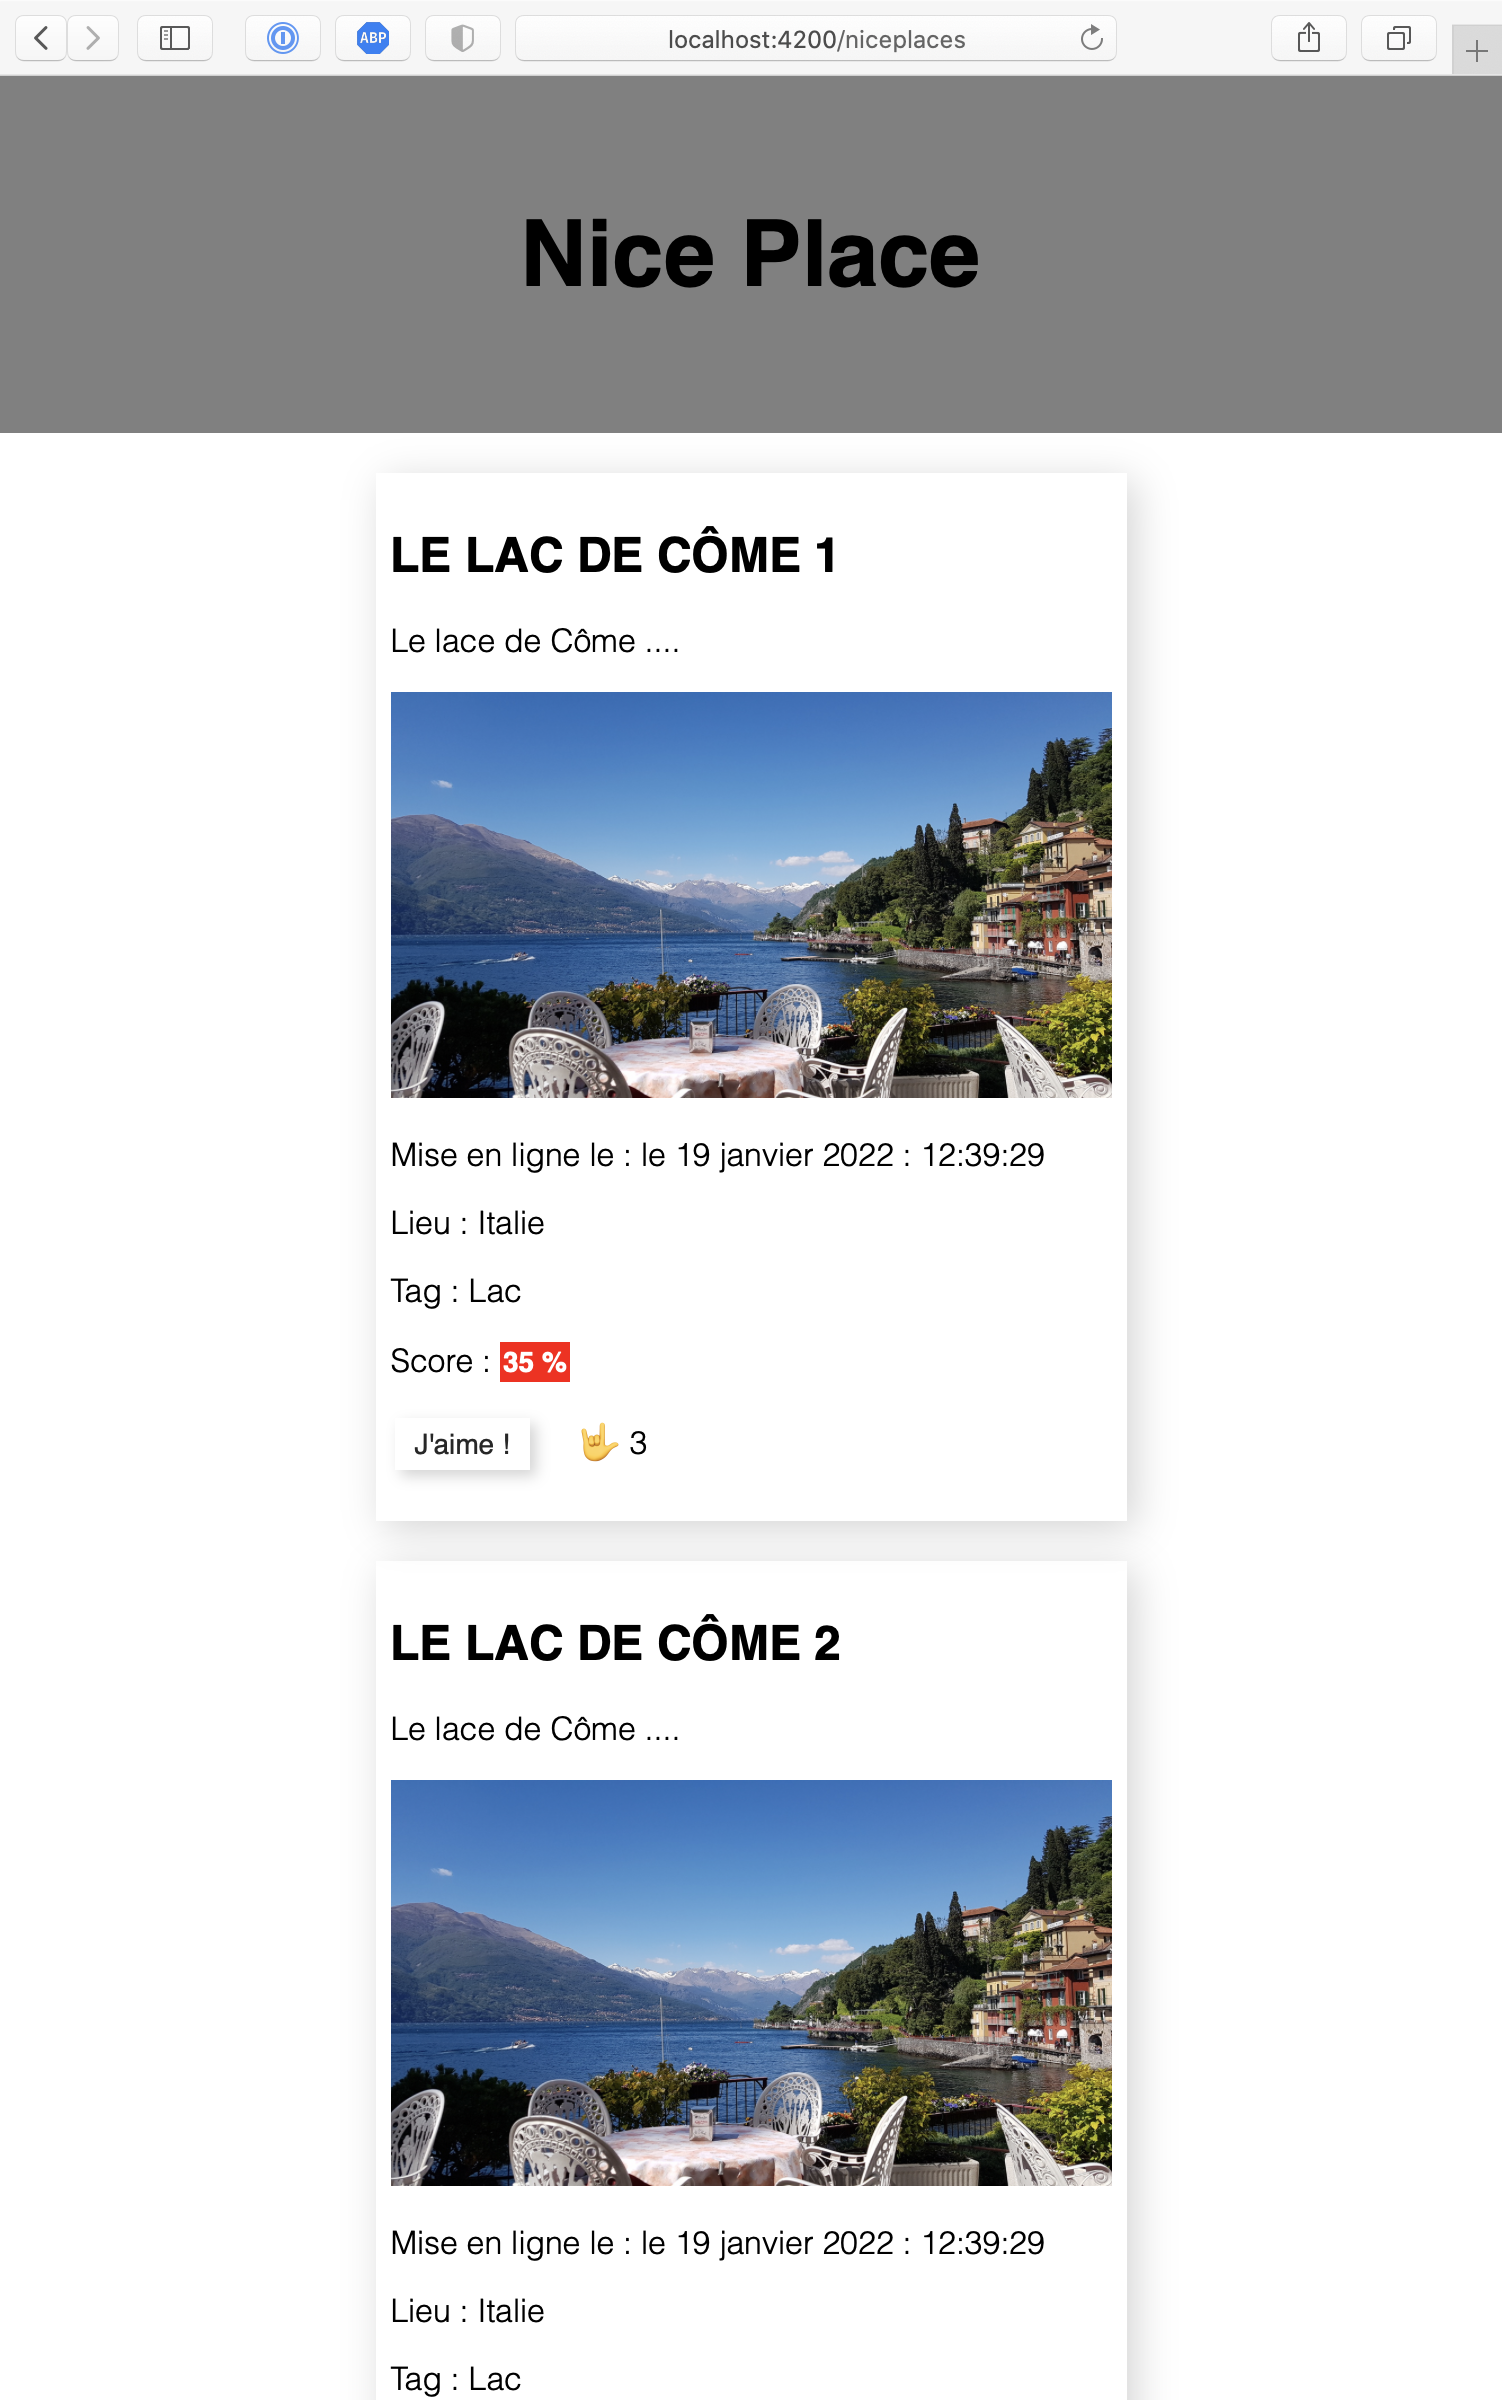 ABP
localhost:4200/niceplaces
Nice Place
LE LAC DE CÔME 1
Le lace de Côme ....
Mise en ligne le : le 19 janvier 2022 : 12:39:29
Lieu : Italie
Tag : Lac
Score : 35 %
J'aime ! 🤟 3
LE LAC DE CÔME 2
Le lace de Côme ....
Mise en ligne le : le 19 janvier 2022 : 12:39:29
Lieu : Italie
Tag : Lac